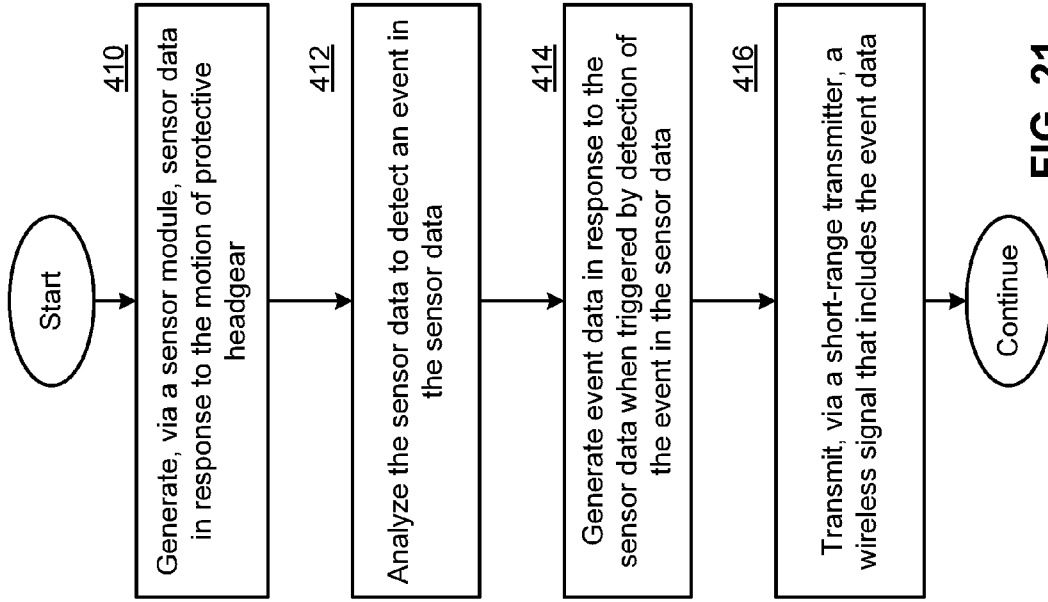 Start
410
Generate, via a sensor module, sensor data
in response to the motion of protective
headgear
412
Analyze the sensor data to detect an event in
the sensor data
414
Generate event data in response to the
sensor data when triggered by detection of
the event in the sensor data
416
Transmit, via a short-range transmitter, a
wireless signal that includes the event data
Continue
FIG. 21